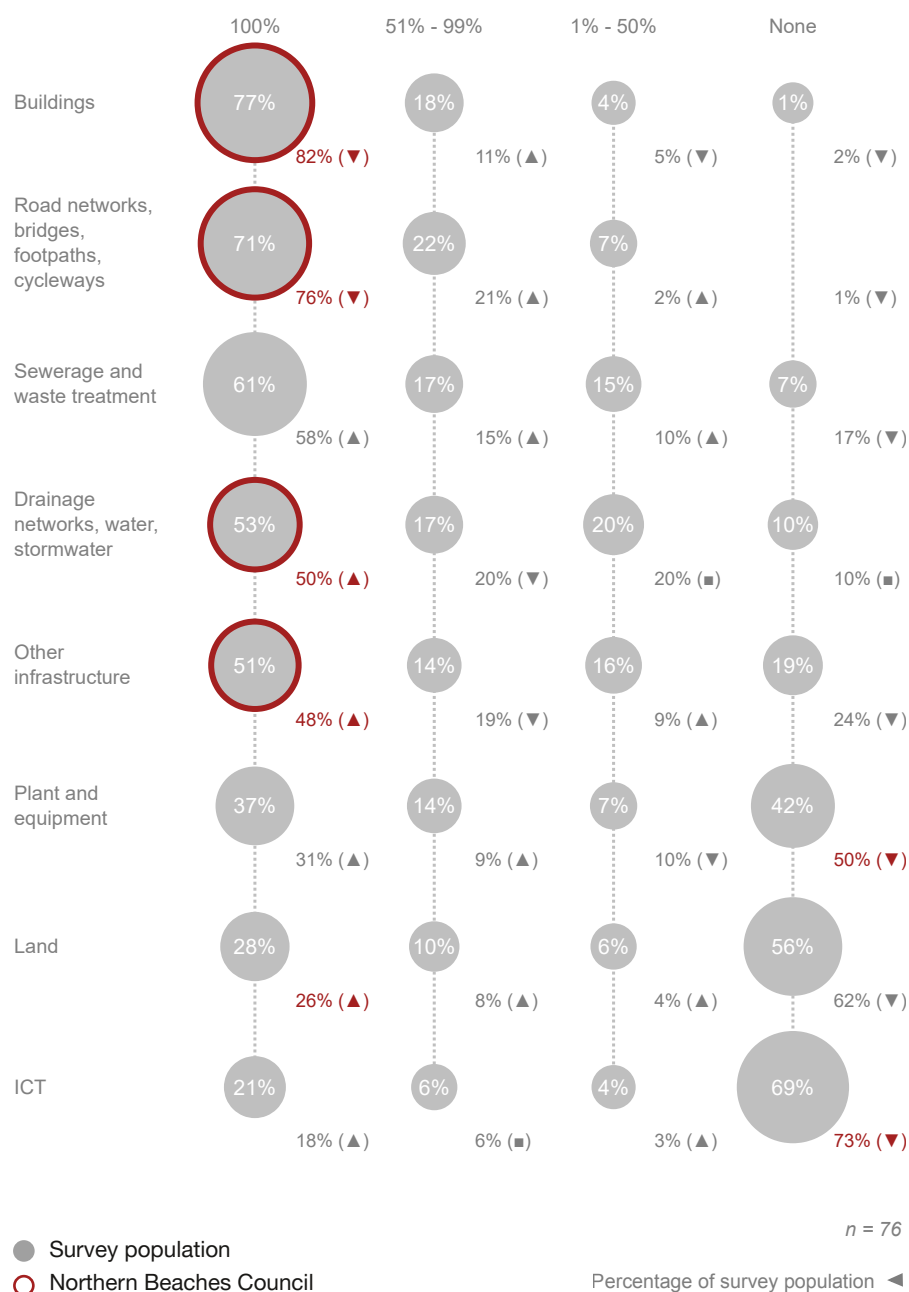 100% 51% - 99% 1% - 50% None
Buildings 77% 18% 4% 1%
82% (▼) 11% (▲) 5% (▼) 2% (▼)
Road networks,
bridges,
footpaths,
cycleways
71% 22% 7%
76% (▼) 21% (▲) 2% (▲) 1% (▼)
Sewerage and
waste treatment
61% 17% 15% 7%
58% (▲) 15% (▲) 10% (▲) 17% (▼)
Drainage
networks, water,
stormwater
53% 17% 20% 10%
50% (▲) 20% (▼) 20% (■) 10% (■)
Other
infrastructure
51% 14% 16% 19%
48% (▲) 19% (▼) 9% (▲) 24% (▼)
Plant and
equipment
37% 14% 7% 42%
31% (▲) 9% (▲) 10% (▼) 50% (▼)
Land 28% 10% 6% 56%
26% (▲) 8% (▲) 4% (▲) 62% (▼)
ICT 21% 6% 4% 69%
18% (▲) 6% (■) 3% (▲) 73% (▼)
n = 76
Survey population
Northern Beaches Council
Percentage of survey population ◄